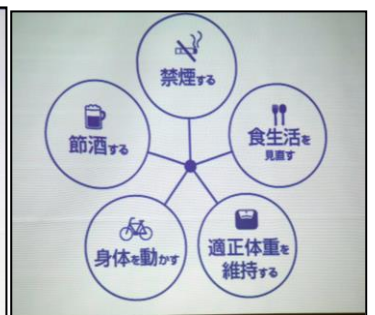 禁煙する
食生活を
見直す
適正体重を
維持する
身体を動かす
節酒する